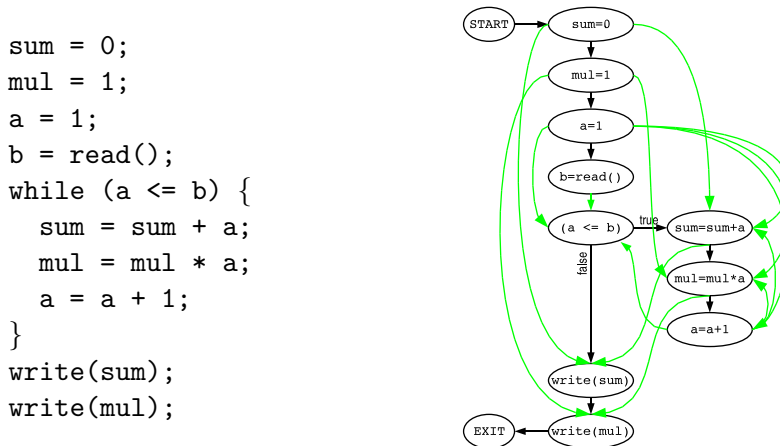 sum = 0;
mul = 1;
a = 1;
b = read();
while (a <= b) {
  sum = sum + a;
  mul = mul * a;
  a = a + 1;
}
write(sum);
write(mul);
START
sum=0
mul=1
a=1
b=read()
(a <= b)
true
sum=sum+a
false
mul=mul*a
a=a+1
write(sum)
EXIT
write(mul)